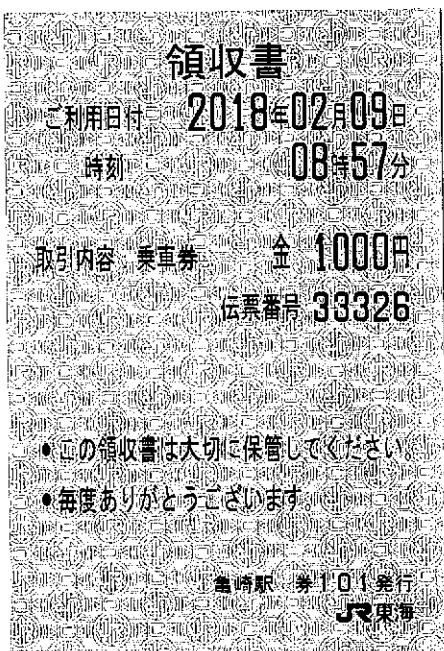 領収書
ご利用日付 2018年02月09日
時刻 08時57分
取引内容 乗車券 金 1000円
伝票番号 33326
●この領収書は大切に保管してください。
●毎度ありがとうございます。
亀崎駅 券101発行
JR東海